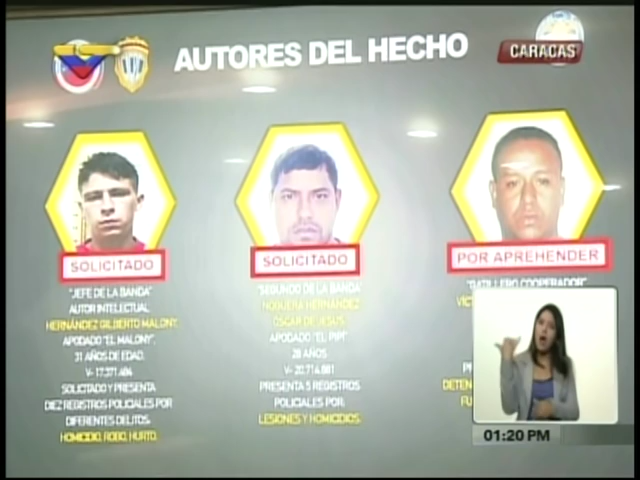 AUTORES DEL HECHO
CARACAS
SOLICITADO
"JEFE DE LA BANDA"
AUTOR INTELECTUAL
HERNÁNDEZ GILBERTO MALONY.
APODADO "EL MALONY".
31 AÑOS DE EDAD.
V- 17.371.484
SOLICITADO Y PRESENTA
DIEZ REGISTROS POLICIALES POR
DIFERENTES DELITOS:
HOMICIDIO, ROBO, HURTO.
SOLICITADO
"SEGUNDO DE LA BANDA"
NOGUERA HERNÁNDEZ
OSCAR DE JESUS.
APODADO "EL PIPI"
28 AÑOS
V- 20.714.881
PRESENTA 5 REGISTROS
POLICIALES POR:
LESIONES Y HOMICIDIOS.
POR APREHENDER
"GATILLERO COOPERADOR"
01:20 PM